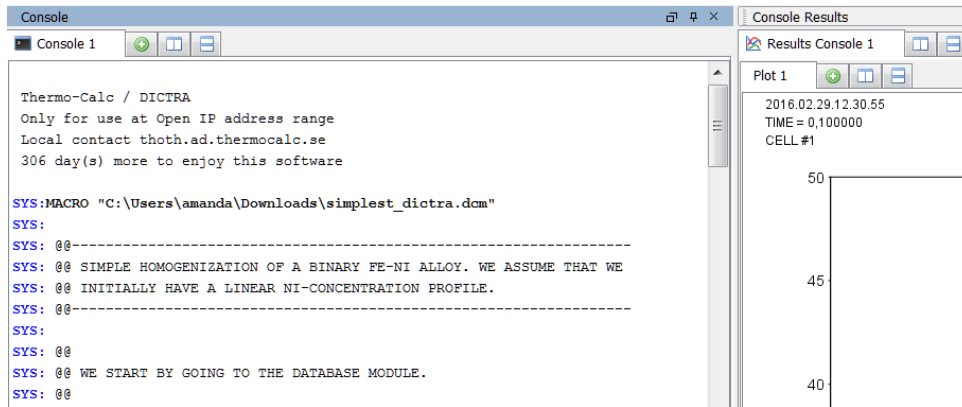 Console
Console 1
Thermo-Calc / DICTRA
Only for use at Open IP address range
Local contact thoth.ad.thermocalc.se
306 day(s) more to enjoy this software
SYS:MACRO "C:\Users\amanda\Downloads\simplest_dictra.dcm"
SYS:
SYS: @@------------------------------------------------------------------
SYS: @@ SIMPLE HOMOGENIZATION OF A BINARY FE-NI ALLOY. WE ASSUME THAT WE
SYS: @@ INITIALLY HAVE A LINEAR NI-CONCENTRATION PROFILE.
SYS: @@------------------------------------------------------------------
SYS:
SYS: @@
SYS: @@ WE START BY GOING TO THE DATABASE MODULE.
SYS: @@
Console Results
Results Console 1
Plot 1
2016.02.29.12.30.55
TIME = 0,100000
CELL #1
50
45
40